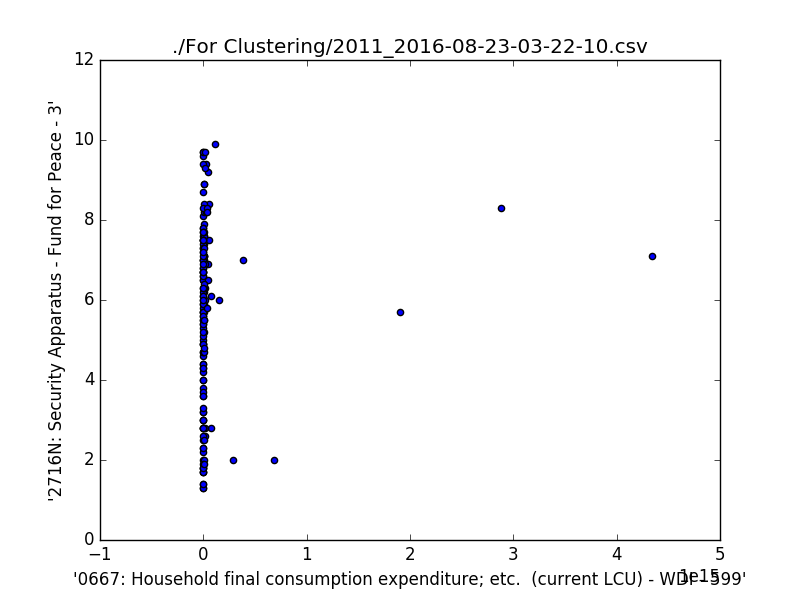 ./For Clustering/2011_2016-08-23-03-22-10.csv
12
10
8
6
4
2
0
'2716N: Security Apparatus - Fund for Peace - 3'
−1 0 1 2 3 4 5
1e15
'0667: Household final consumption expenditure; etc. (current LCU) - WDI - 599'